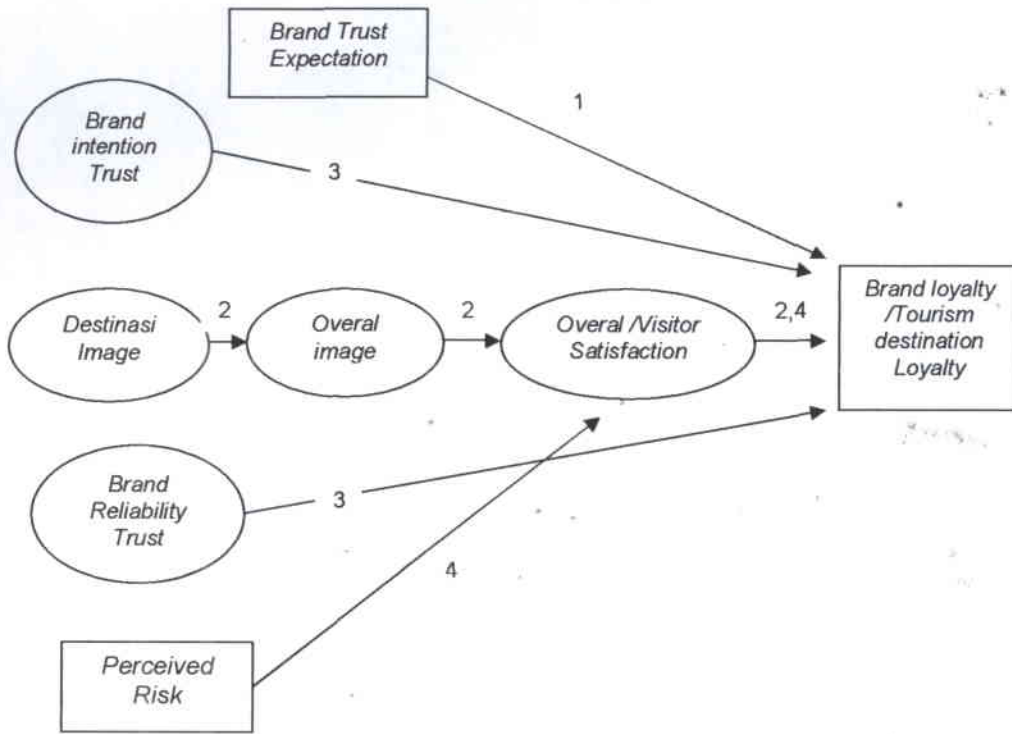 Brand Trust
Expectation
1
Brand
intention
Trust
3
Destinasi
Image
2
Overal
image
2
Overal /Visitor
Satisfaction
2,4
Brand loyalty
/Tourism
destination
Loyalty
Brand
Reliability
Trust
3
4
Perceived
Risk